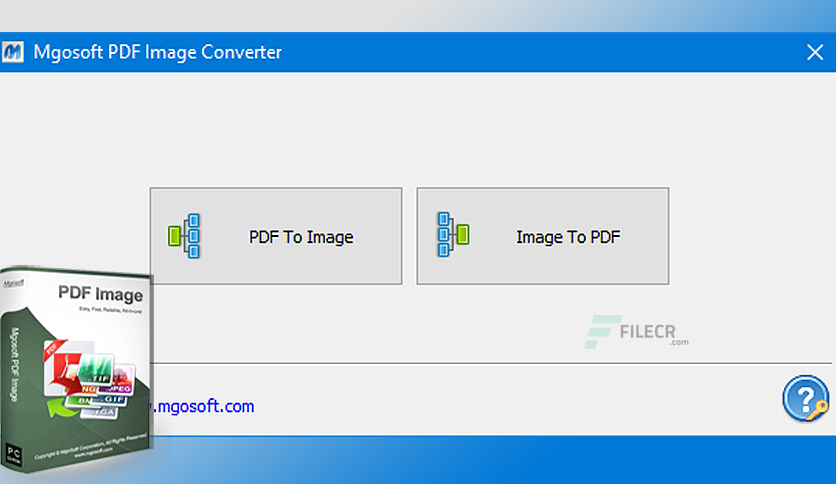 Mgosoft PDF Image Converter
PDF To Image
Image To PDF
FILECR
.com
Mgosoft
PDF Image
Easy, Fast, Reliable, All-in-one
Mgosoft PDF Image
PDF
TIF
JPEG
GIF
TGA
PC
CD-ROM
Copyright © MgoSoft Corporation, All Rights Reserved
www.mgosoft.com
.mgosoft.com
?